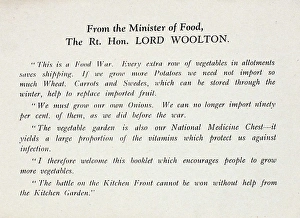 From the Minister of Food,
The Rt. Hon. LORD WOOLTON.
"This is a Food War. Every extra row of vegetables in allotments
saves shipping. If we grow more Potatoes we need not import so
much Wheat. Carrots and Swedes, which can be stored through the
winter, help to replace imported fruit.
"We must grow our own Onions. We can no longer import ninety
per cent. of them, as we did before the war.
"The vegetable garden is also our National Medicine Chest—it
yields a large proportion of the vitamins which protect us against
infection.
"I therefore welcome this booklet which encourages people to grow
more vegetables.
"The battle on the Kitchen Front cannot be won without help from
the Kitchen Garden."